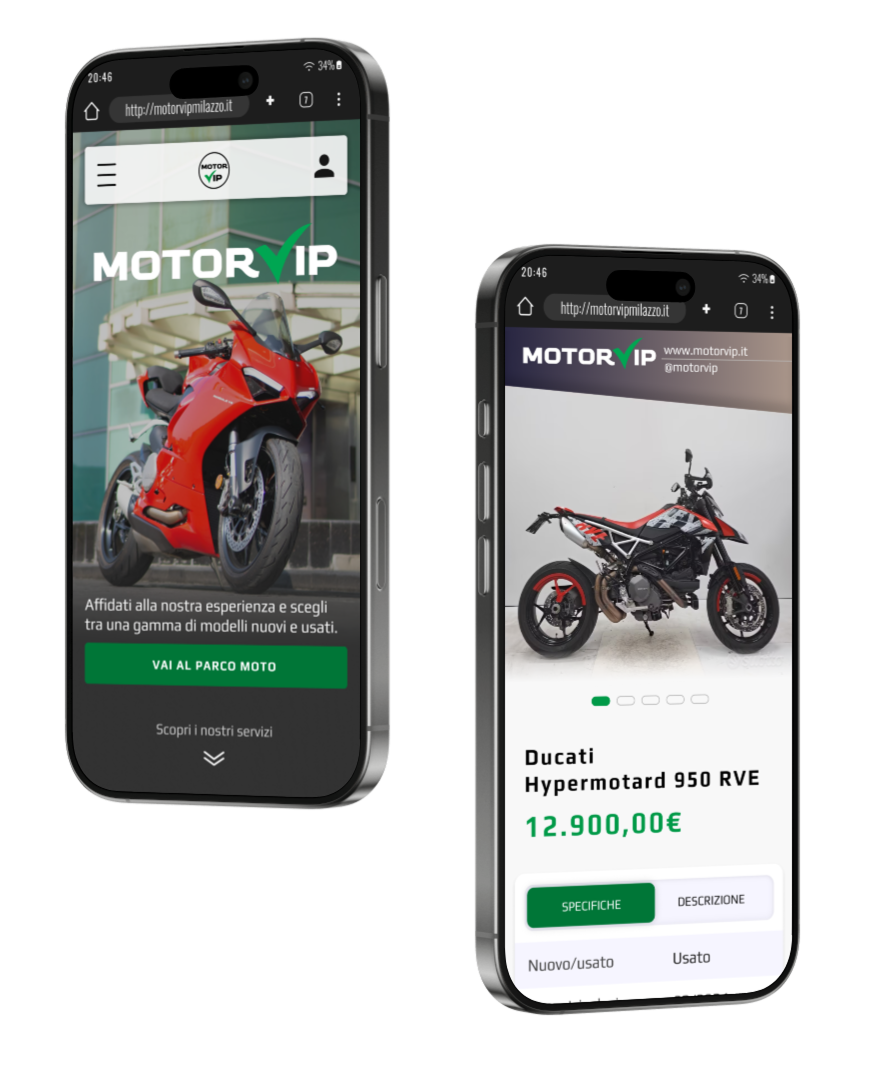 20:46
34%
http://motorvipmilazzo.it
7
MOTOR
VIP
MOTORVIP
Affidati alla nostra esperienza e scegli
tra una gamma di modelli nuovi e usati.
VAI AL PARCO MOTO
Scopri i nostri servizi
20:46
34%
http://motorvipmilazzo.it
7
MOTORVIP
www.motorvip.it
@motorvip
Ducati
Hypermotard 950 RVE
12.900,00€
SPECIFICHE
DESCRIZIONE
Nuovo/usato
Usato